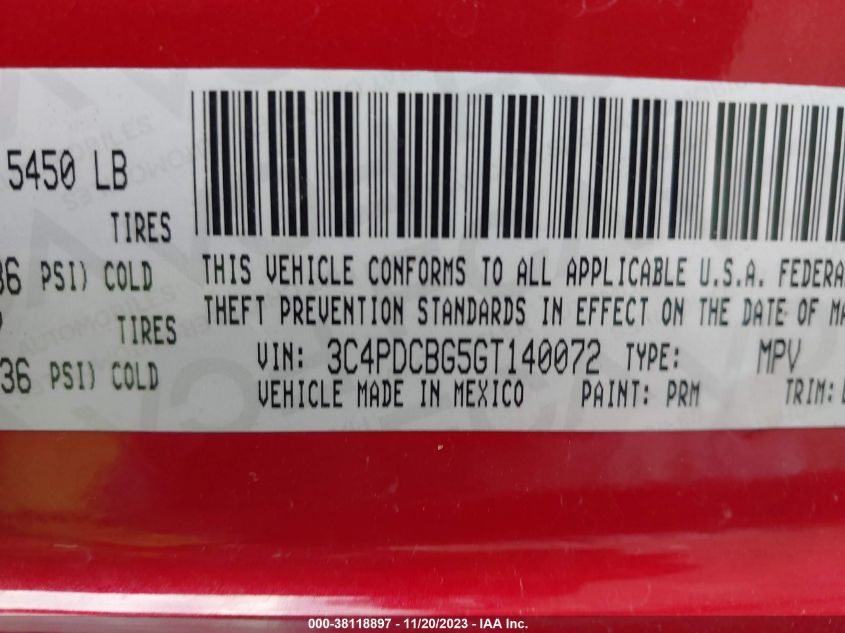 5450 LB
TIRES
36 PSI) COLD
TIRES
36 PSI) COLD
THIS VEHICLE CONFORMS TO ALL APPLICABLE U.S.A. FEDERA
THEFT PREVENTION STANDARDS IN EFFECT ON THE DATE OF MA
VIN: 3C4PDCBG5GT140072 TYPE: MPV
VEHICLE MADE IN MEXICO PAINT: PRM TRIM:
000-38118897 - 11/20/2023 - IAA Inc.